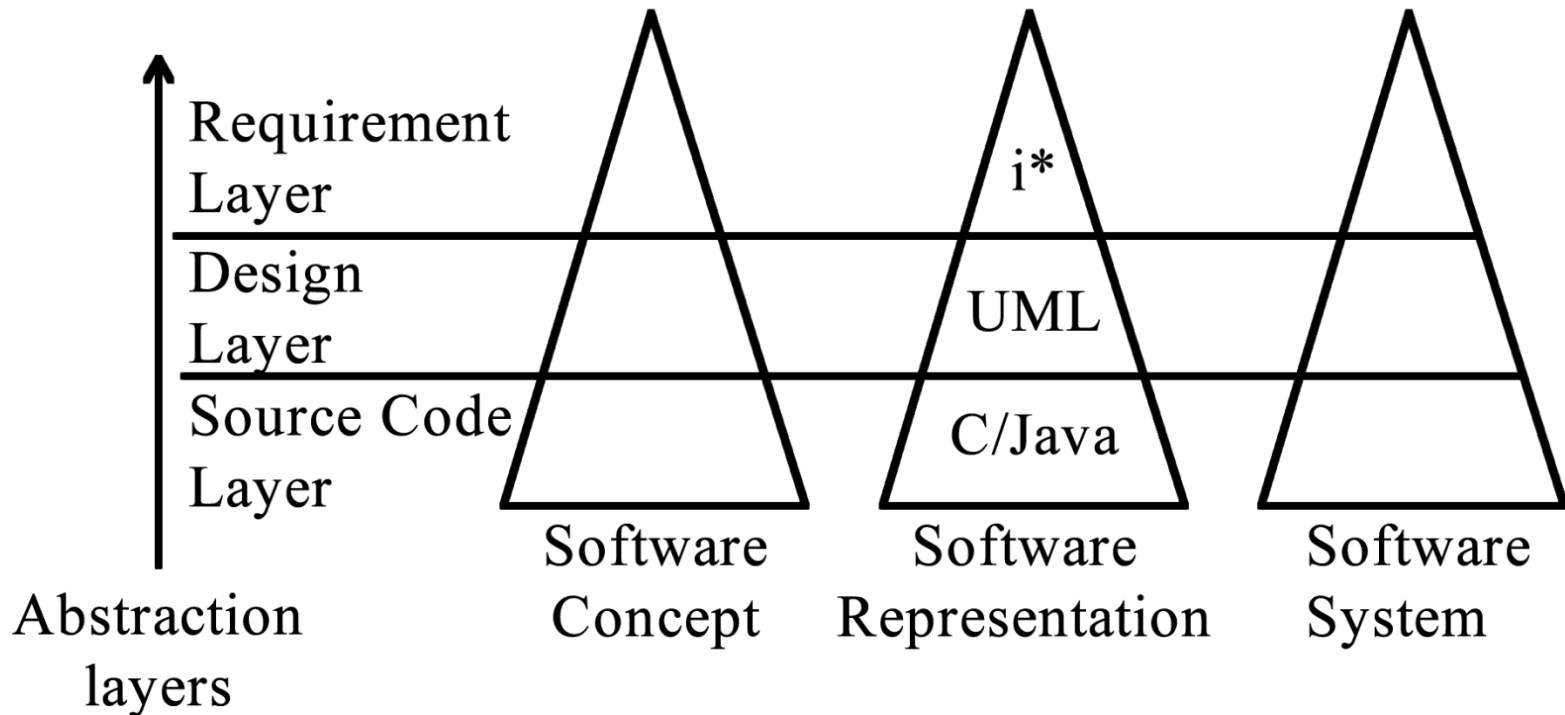 Requirement
Layer
i*
Design
Layer
UML
Source Code
Layer
C/Java
Software
Concept
Software
Representation
Software
System
Abstraction
layers